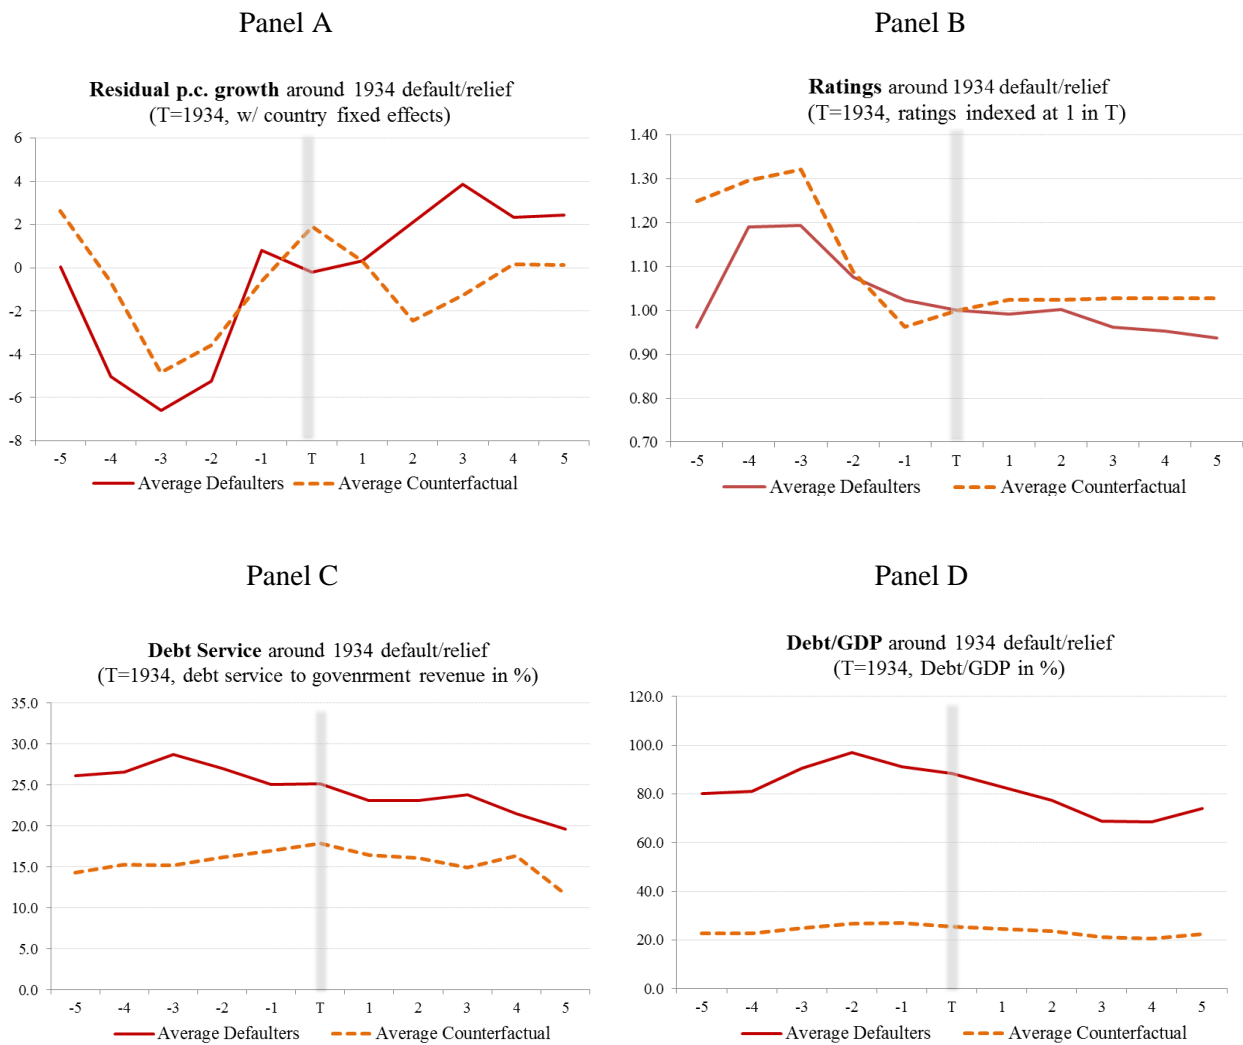 Panel A
Residual p.c. growth around 1934 default/relief
(T=1934, w/ country fixed effects)
6
4
2
0
-2
-4
-6
-8
-5 -4 -3 -2 -1 T 1 2 3 4 5
Average Defaulters Average Counterfactual
Panel B
Ratings around 1934 default/relief
(T=1934, ratings indexed at 1 in T)
1.40
1.30
1.20
1.10
1.00
0.90
0.80
0.70
-5 -4 -3 -2 -1 T 1 2 3 4 5
Average Defaulters Average Counterfactual
Panel C
Debt Service around 1934 default/relief
(T=1934, debt service to govenrment revenue in %)
35.0
30.0
25.0
20.0
15.0
10.0
5.0
0.0
-5 -4 -3 -2 -1 T 1 2 3 4 5
Average Defaulters Average Counterfactual
Panel D
Debt/GDP around 1934 default/relief
(T=1934, Debt/GDP in %)
120.0
100.0
80.0
60.0
40.0
20.0
0.0
-5 -4 -3 -2 -1 T 1 2 3 4 5
Average Defaulters Average Counterfactual